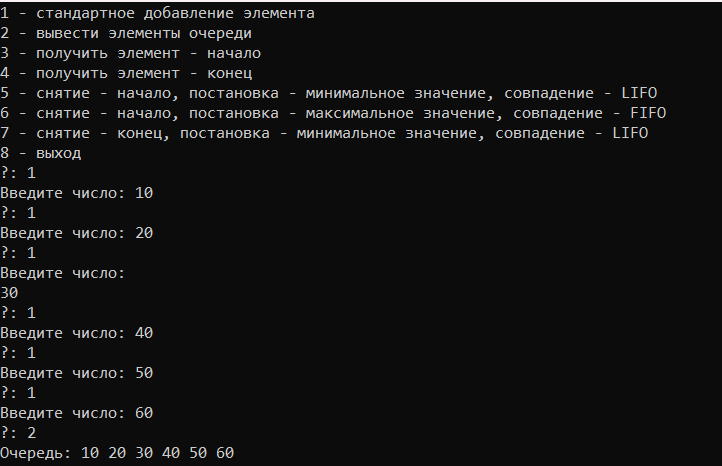 1 - стандартное добавление элемента
2 - вывести элементы очереди
3 - получить элемент - начало
4 - получить элемент - конец
5 - снятие - начало, постановка - минимальное значение, совпадение - LIFO
6 - снятие - начало, постановка - максимальное значение, совпадение - FIFO
7 - снятие - конец, постановка - минимальное значение, совпадение - LIFO
8 - выход
?: 1
Введите число: 10
?: 1
Введите число: 20
?: 1
Введите число:
30
?: 1
Введите число: 40
?: 1
Введите число: 50
?: 1
Введите число: 60
?: 2
Очередь: 10 20 30 40 50 60